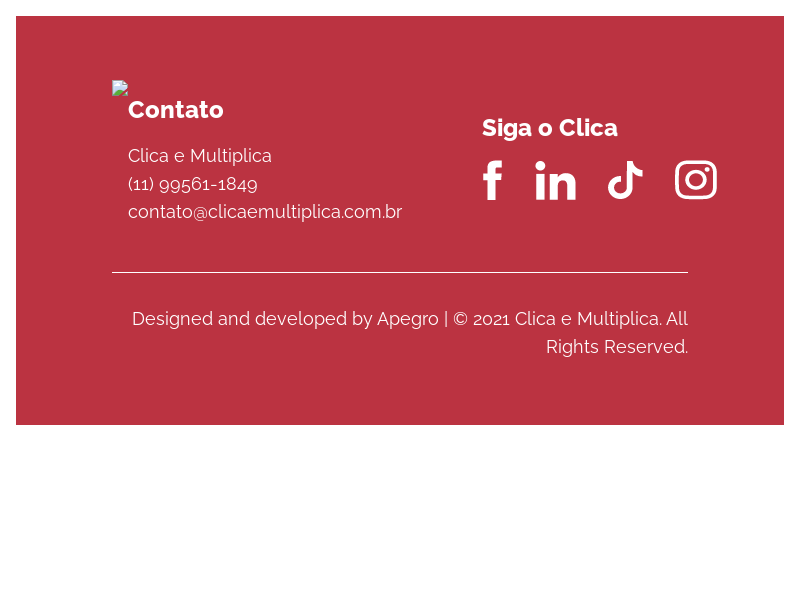 Contato
Clica e Multiplica
(11) 99561-1849
contato@clicaemultiplica.com.br
Siga o Clica
Designed and developed by Apegro | © 2021 Clica e Multiplica. All
Rights Reserved.